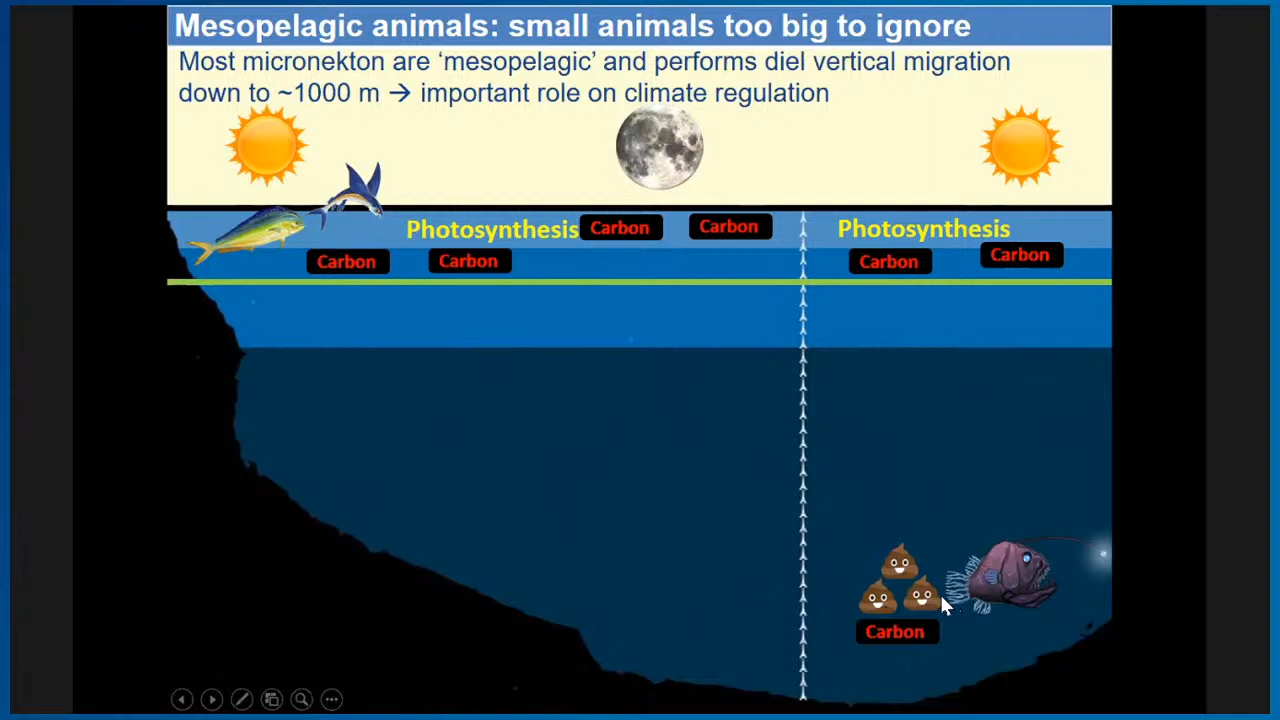 Mesopelagic animals: small animals too big to ignore
Most micronekton are ‘mesopelagic’ and performs diel vertical migration
down to ~1000 m → important role on climate regulation
Photosynthesis Carbon Carbon Photosynthesis
Carbon Carbon Carbon Carbon
Carbon